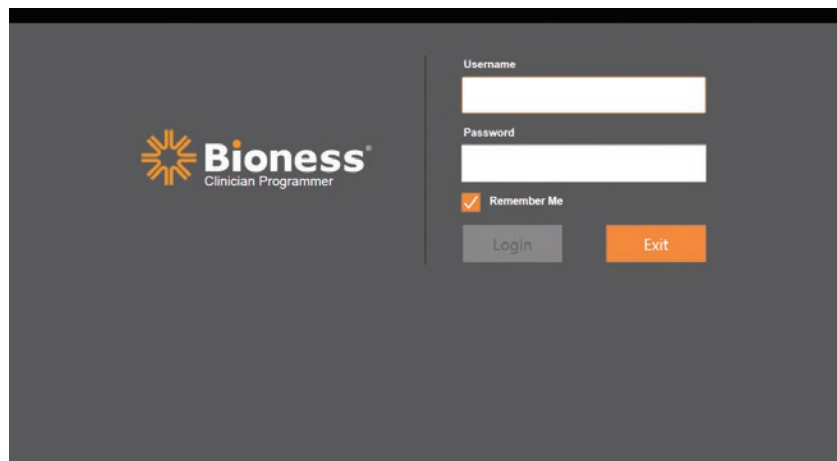 Bioness®
Clinician Programmer
Username
Password
Remember Me
Login
Exit